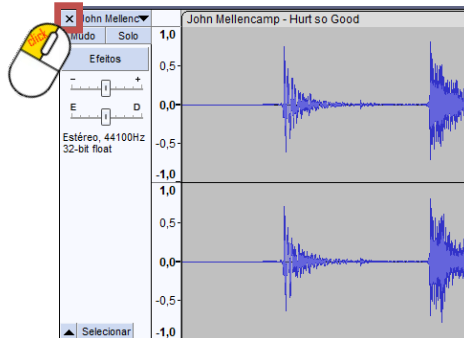 John Mellenc
John Mellencamp - Hurt so Good
click
Mudo Solo
Efeitos
- +
E D
Estéreo, 44100Hz
32-bit float
1,0
0,5-
0,0-
-0,5-
-1,0
1,0
0,5-
0,0-
-0,5-
-1,0
Selecionar